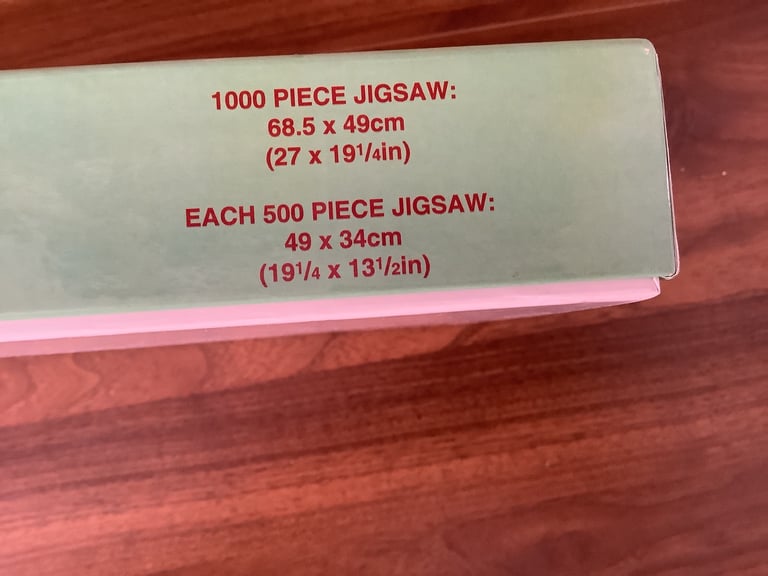 1000 PIECE JIGSAW:
68.5 x 49cm
(27 x 19¹/4in)
EACH 500 PIECE JIGSAW:
49 x 34cm
(19¹/4 x 13¹/2in)